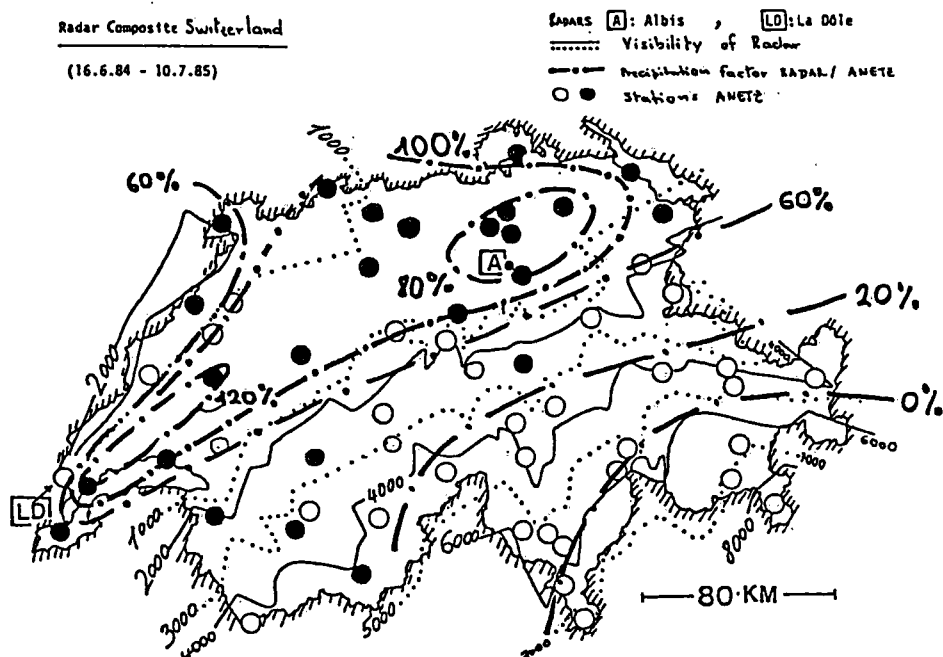 Radar Composite Switzerland
(16.6.84 - 10.7.85)
RADARS A : Albis , LD : La Dôle
Visibility of Radar
Precipitation factor RADAR/ANETZ
Stations ANETZ
1000
100%
60%
60%
A
80%
20%
2000
1000
120%
0%
6000
4000
1000
LD
1000
2000
6000
8000
3000
4000
5000
80 KM